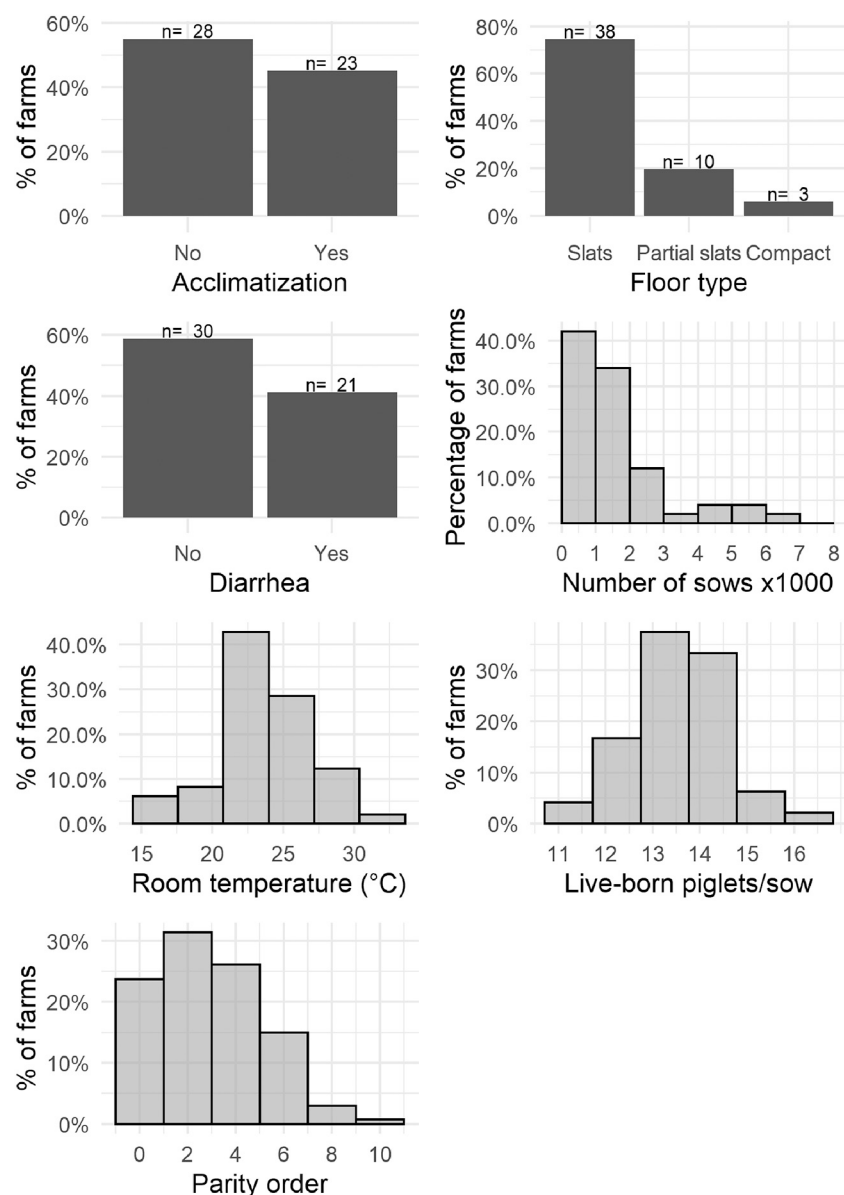 60%
40%
20%
0%
% of farms
n= 28
n= 23
No Yes
Acclimatization
80%
60%
40%
20%
0%
% of farms
n= 38
n= 10
n= 3
Slats Partial slats Compact
Floor type
60%
40%
20%
0%
% of farms
n= 30
n= 21
No Yes
Diarrhea
40.0%
30.0%
20.0%
10.0%
0.0%
Percentage of farms
0 1 2 3 4 5 6 7 8
Number of sows x1000
40.0%
30.0%
20.0%
10.0%
0.0%
% of farms
15 20 25 30
Room temperature (°C)
30%
20%
10%
0%
% of farms
11 12 13 14 15 16
Live-born piglets/sow
30%
20%
10%
0%
% of farms
0 2 4 6 8 10
Parity order